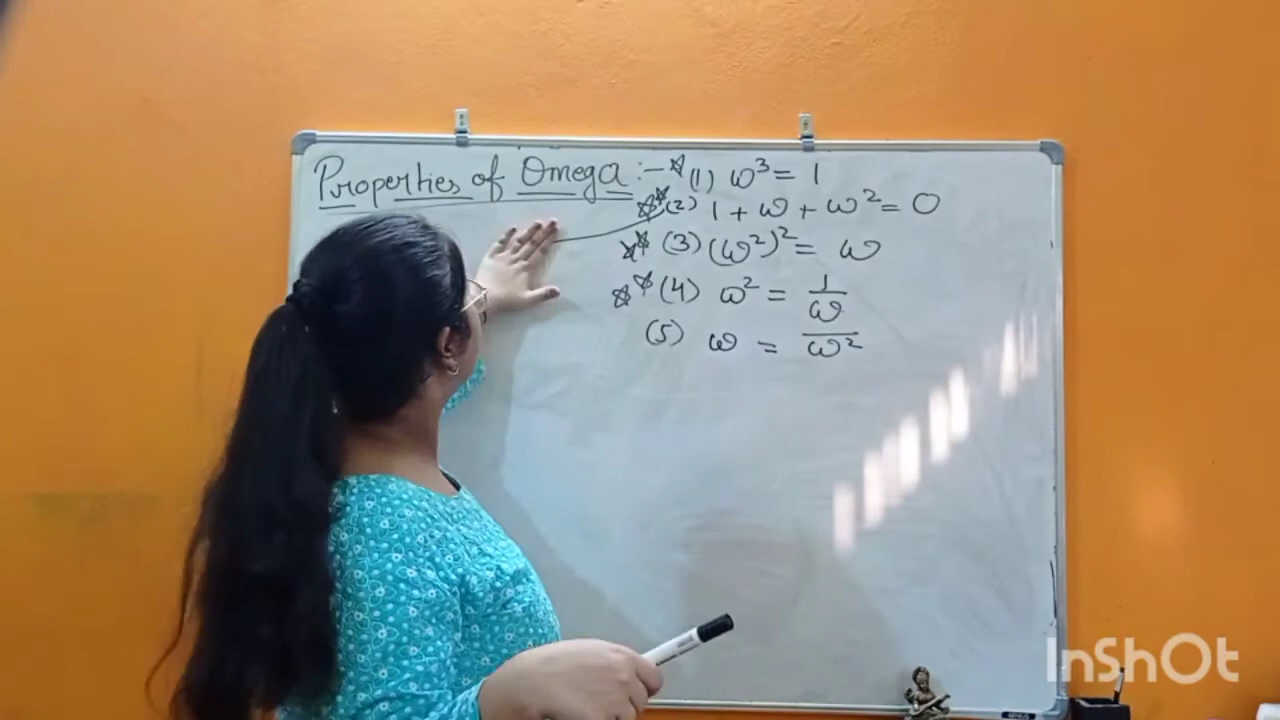 Properties of Omega :- ☆ (1) ω³ = 1
☆☆ (2) 1 + ω + ω² = 0
☆☆ (3) (ω²)² = ω
☆☆ (4) ω² = 1/ω
(5) ω = /ω²
InShOt